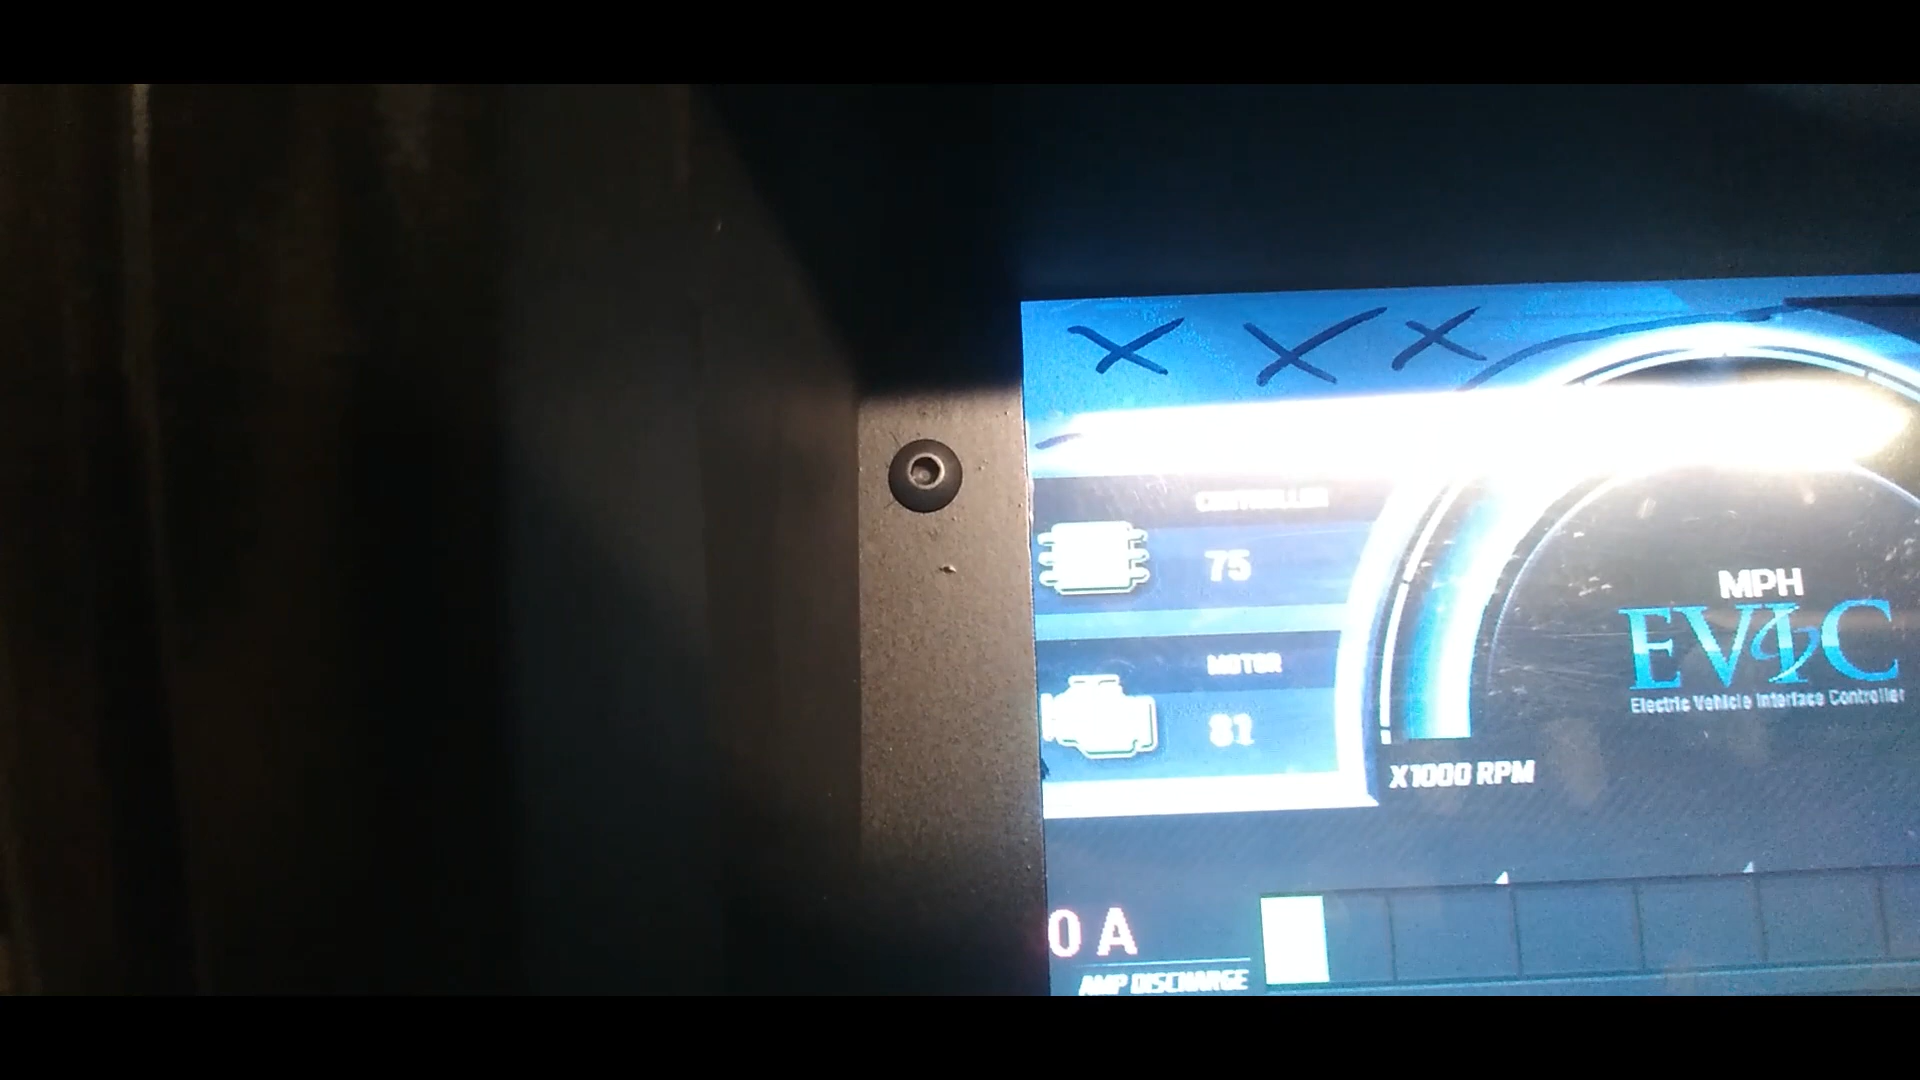 X X X
CONTROLLER
75
MPH
EVIC
Electric Vehicle Interface Controller
MOTOR
81
X1000 RPM
0 A
AMP DISCHARGE